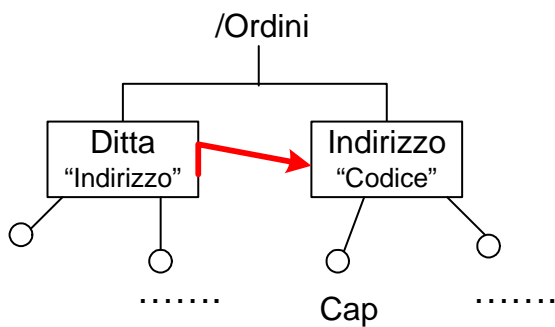 /Ordini
Ditta
“Indirizzo”
Indirizzo
“Codice”
.......
Cap
.......